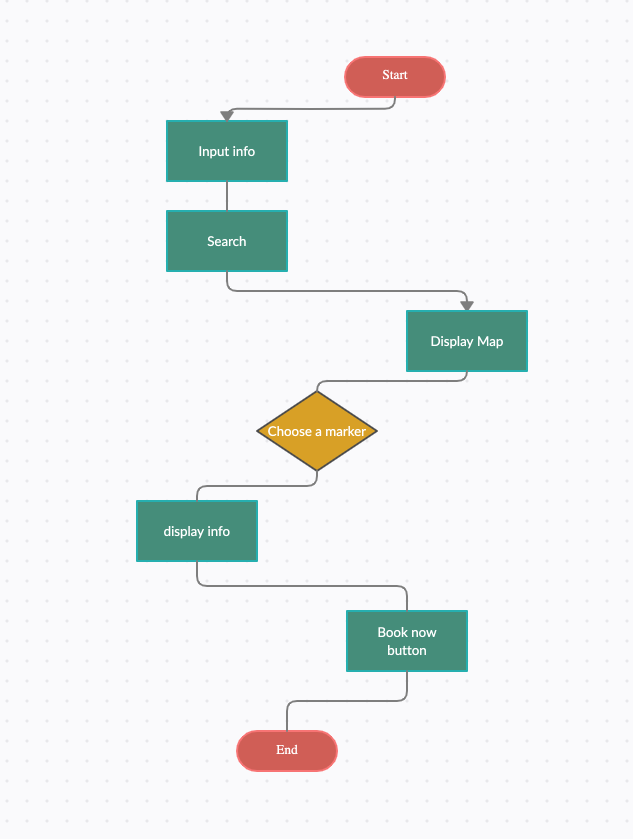 Start
Input info
Search
Display Map
Choose a marker
display info
Book now
button
End